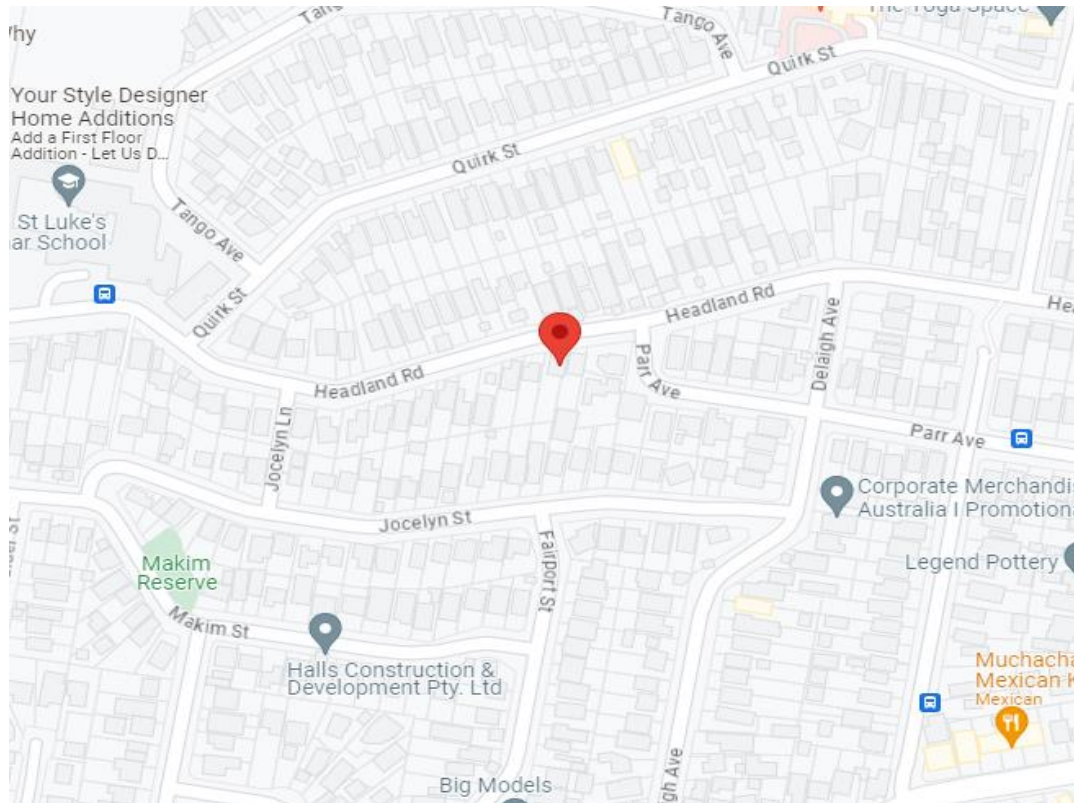 The Yoga Space
Tango Ave
Quirk St
Your Style Designer
Home Additions
Add a First Floor
Addition - Let Us D...
Quirk St
St Luke's
ar School
Tango Ave
Quirk St
Headland Rd
Headland Rd
Parr Ave
Delaigh Ave
Jocelyn Ln
Parr Ave
Jocelyn St
Corporate Merchandi
Australia I Promotion
Fairport St
Makim
Reserve
Legend Pottery
Makim St
Halls Construction &
Development Pty. Ltd
Muchacha
Mexican K
Mexican
Big Models
gh Ave